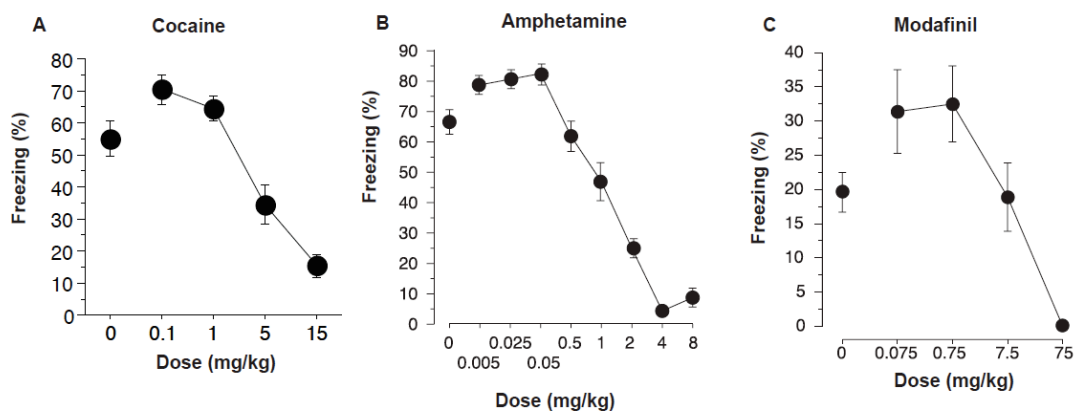 A Cocaine
80
70
60
50
40
30
20
10
0
Freezing (%)
0 0.1 1 5 15
Dose (mg/kg)
B Amphetamine
90
80
70
60
50
40
30
20
10
0
Freezing (%)
0 0.025 0.5 1 2 4 8
0.005 0.05
Dose (mg/kg)
C Modafinil
40
35
30
25
20
15
10
5
0
Freezing (%)
0 0.075 0.75 7.5 75
Dose (mg/kg)